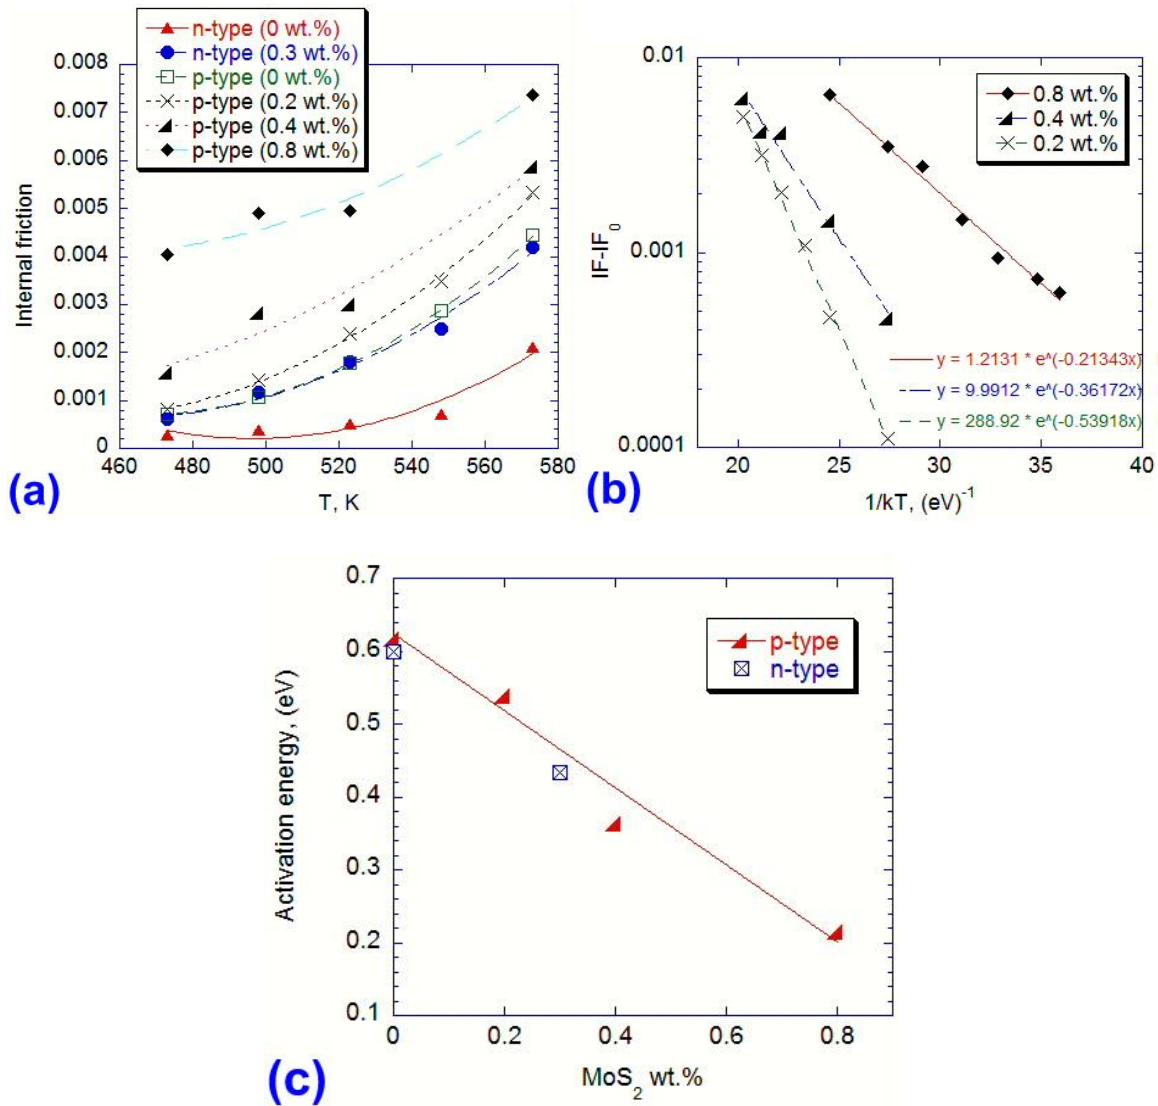 n-type (0 wt.%)
n-type (0.3 wt.%)
p-type (0 wt.%)
p-type (0.2 wt.%)
p-type (0.4 wt.%)
p-type (0.8 wt.%)
0.008
0.007
0.006
0.005
0.004
0.003
0.002
0.001
0
Internal friction
460 480 500 520 540 560 580
T, K
(a)
0.01
0.001
0.0001
IF-IF₀
0.8 wt.%
0.4 wt.%
0.2 wt.%
y = 1.2131 * e^(-0.21343x)
y = 9.9912 * e^(-0.36172x)
y = 288.92 * e^(-0.53918x)
20 25 30 35 40
1/kT, (eV)⁻¹
(b)
0.7
0.6
0.5
0.4
0.3
0.2
0.1
Activation energy, (eV)
p-type
n-type
0 0.2 0.4 0.6 0.8
MoS₂ wt.%
(c)